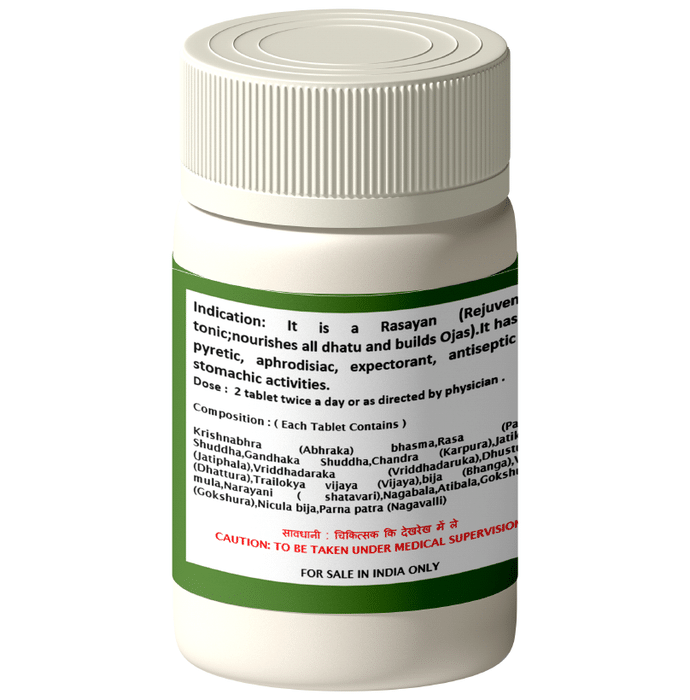 Indication: It is a Rasayan (Rejuven
tonic;nourishes all dhatu and builds Ojas).It has
pyretic, aphrodisiac, expectorant, antiseptic
stomachic activities.
Dose : 2 tablet twice a day or as directed by physician .
Composition : ( Each Tablet Contains )
Krishnabhra (Abhraka) bhasma,Rasa (Pa
Shuddha,Gandhaka Shuddha,Chandra (Karpura),Jatik
(Jatiphala),Vriddhadaraka (Vriddhadaruka),Dhustu
(Dhattura),Trailokya vijaya (Vijaya),bija (Bhanga),V
mula,Narayani ( shatavari),Nagabala,Atibala,Gokshu
(Gokshura),Nicula bija,Parna patra (Nagavalli)
सावधानी : चिकित्सक कि देखरेख में ले
CAUTION: TO BE TAKEN UNDER MEDICAL SUPERVISION
FOR SALE IN INDIA ONLY